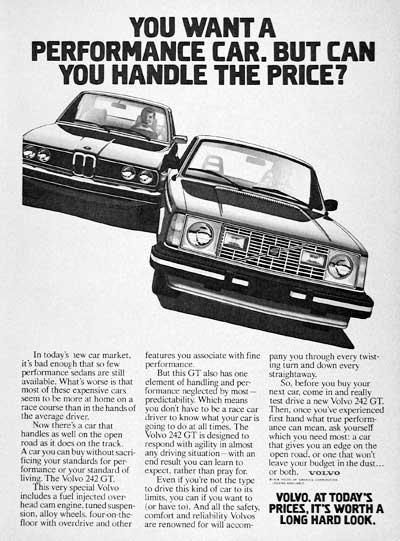 YOU WANT A
PERFORMANCE CAR. BUT CAN
YOU HANDLE THE PRICE?
In today's new car market,
it's bad enough that so few
performance sedans are still
available. What's worse is that
most of these expensive cars
seem to be more at home on a
race course than in the hands of
the average driver.
Now there's a car that
handles as well on the open
road as it does on the track.
A car you can buy without sacri-
ficing your standards for per-
formance or your standard of
living. The Volvo 242 GT.
This very special Volvo
includes a fuel injected over-
head cam engine, tuned suspen-
sion, alloy wheels, four-on-the-
floor with overdrive and other
features you associate with fine
performance.
But this GT also has one
element of handling and per-
formance neglected by most—
predictability. Which means
you don't have to be a race car
driver to know what your car is
going to do at all times. The
Volvo 242 GT is designed to
respond with agility in almost
any driving situation—with an
end result you can learn to
expect, rather than pray for.
Even if you're not the type
to drive this kind of car to its
limits, you can if you want to
(or have to). And all the safety,
comfort and reliability Volvos
are renowned for will accom-
pany you through every twist-
ing turn and down every
straightaway.
So, before you buy your
next car, come in and really
test drive a new Volvo 242 GT.
Then, once you've experienced
first hand what true perform-
ance can mean, ask yourself
which you need most: a car
that gives you an edge on the
open road, or one that won't
leave your budget in the dust...
or both. VOLVO
VOLVO OF AMERICA CORPORATION
LEASING AVAILABLE.
VOLVO. AT TODAY'S
PRICES, IT'S WORTH A
LONG HARD LOOK.